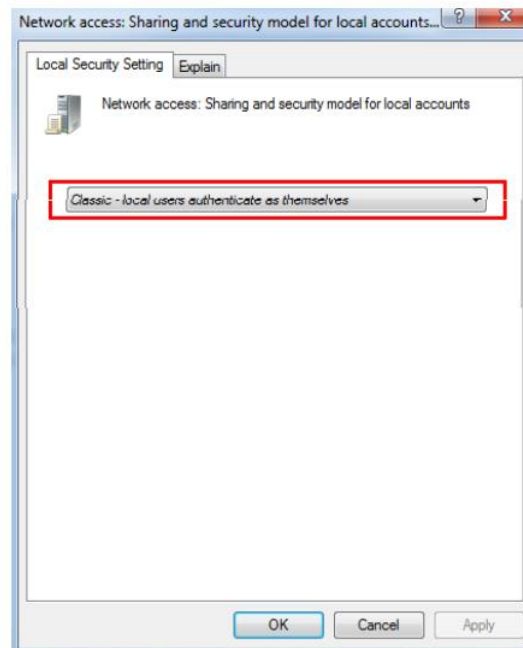 Network access: Sharing and security model for local accounts...
Local Security Setting
Explain
Network access: Sharing and security model for local accounts
Classic - local users authenticate as themselves
OK
Cancel
Apply